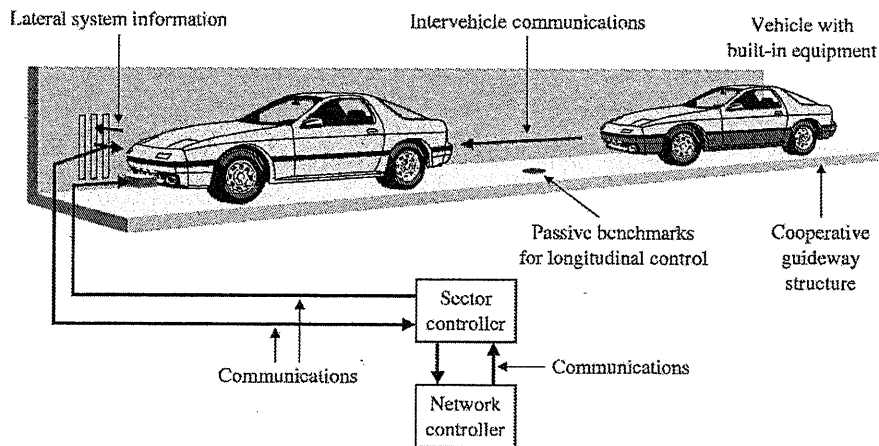 Lateral system information
Intervehicle communications
Vehicle with
built-in equipment
Passive benchmarks
for longitudinal control
Cooperative
guideway
structure
Sector
controller
Communications
Communications
Network
controller